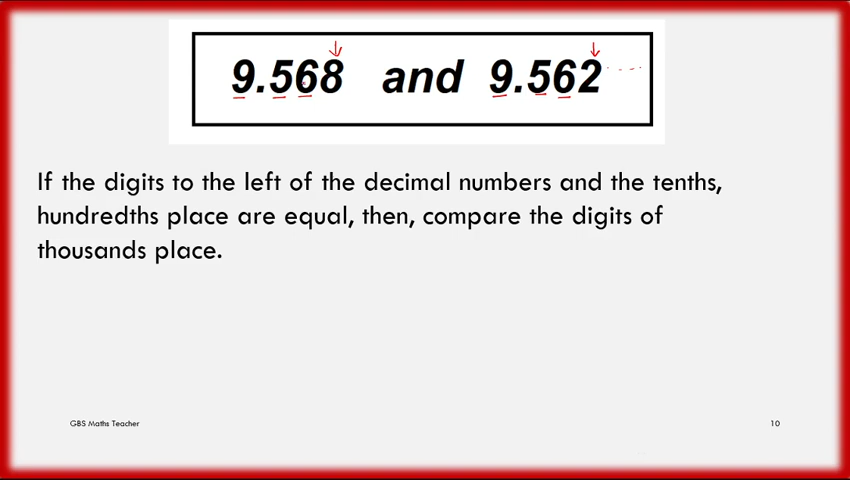 9.568 and 9.562
If the digits to the left of the decimal numbers and the tenths,
hundredths place are equal, then, compare the digits of
thousands place.
GBS Maths Teacher
10